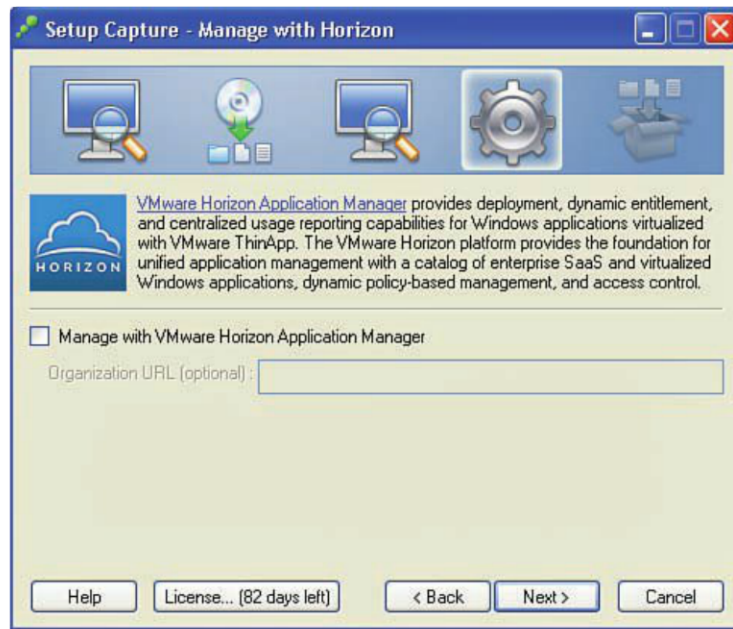 Setup Capture - Manage with Horizon
VMware Horizon Application Manager provides deployment, dynamic entitlement,
and centralized usage reporting capabilities for Windows applications virtualized
with VMware ThinApp. The VMware Horizon platform provides the foundation for
unified application management with a catalog of enterprise SaaS and virtualized
Windows applications, dynamic policy-based management, and access control.
HORIZON
Manage with VMware Horizon Application Manager
Organization URL (optional) :
Help License... (82 days left) < Back Next > Cancel